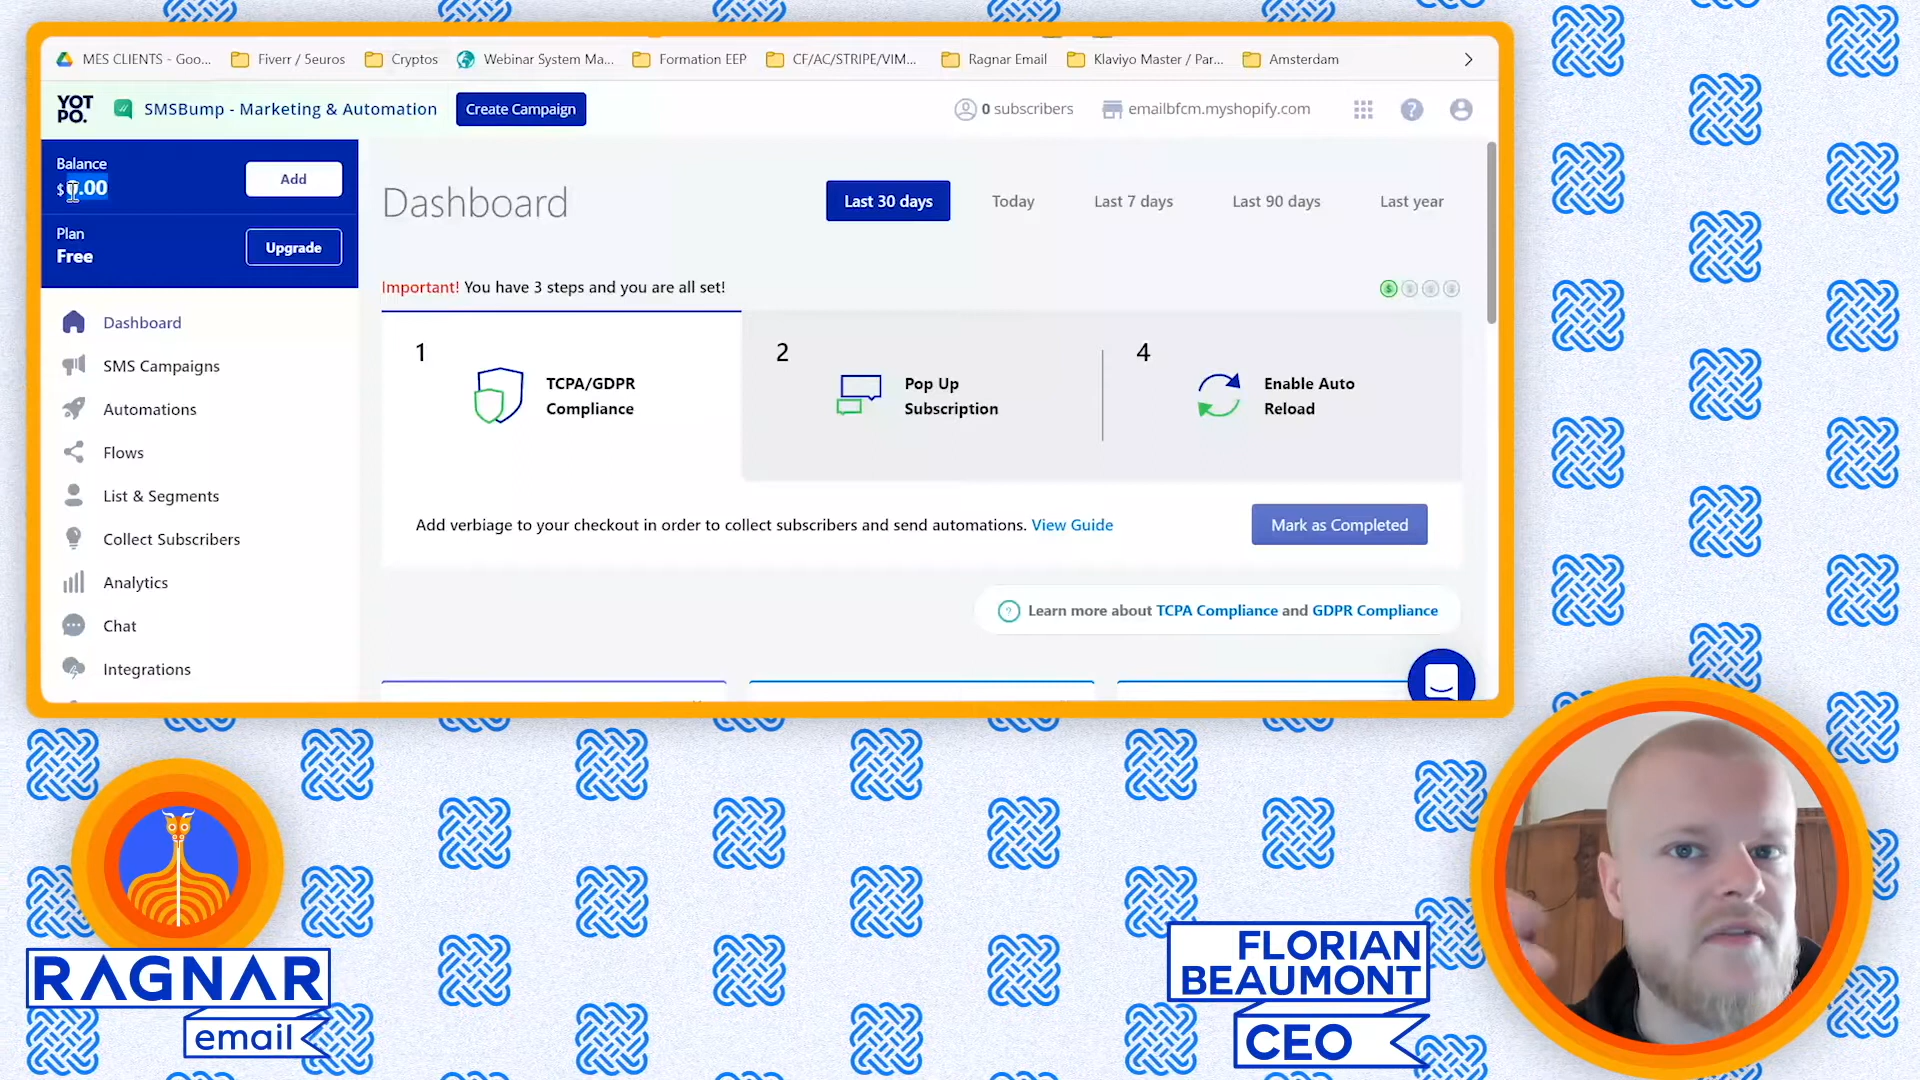 MES CLIENTS - Goo...
Fiverr / 5euros
Cryptos
Webinar System Ma...
Formation EEP
CF/AC/STRIPE/VIM...
Ragnar Email
Klaviyo Master / Par...
Amsterdam
YOT
PO.
SMSBump - Marketing & Automation
Create Campaign
0 subscribers
emailbfcm.myshopify.com
?
Balance
$ 0.00
Add
Plan
Free
Upgrade
Dashboard
SMS Campaigns
Automations
Flows
List & Segments
Collect Subscribers
Analytics
Chat
Integrations
Dashboard
Last 30 days
Today
Last 7 days
Last 90 days
Last year
Important! You have 3 steps and you are all set!
1
TCPA/GDPR
Compliance
2
Pop Up
Subscription
4
Enable Auto
Reload
Add verbiage to your checkout in order to collect subscribers and send automations. View Guide
Mark as Completed
? Learn more about TCPA Compliance and GDPR Compliance
RAGNAR
email
FLORIAN
BEAUMONT
CEO